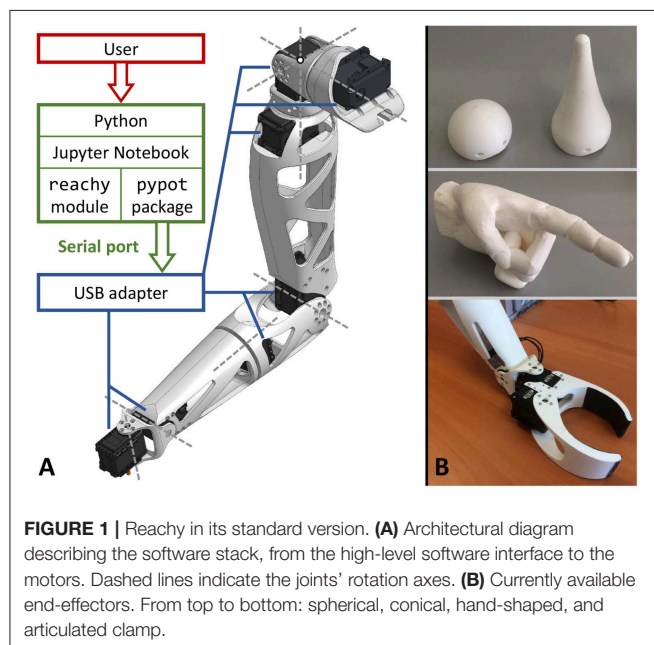 User
Python
Jupyter Notebook
reachy
module
pypot
package
Serial port
USB adapter
A
B
FIGURE 1 | Reachy in its standard version. (A) Architectural diagram
describing the software stack, from the high-level software interface to the
motors. Dashed lines indicate the joints’ rotation axes. (B) Currently available
end-effectors. From top to bottom: spherical, conical, hand-shaped, and
articulated clamp.